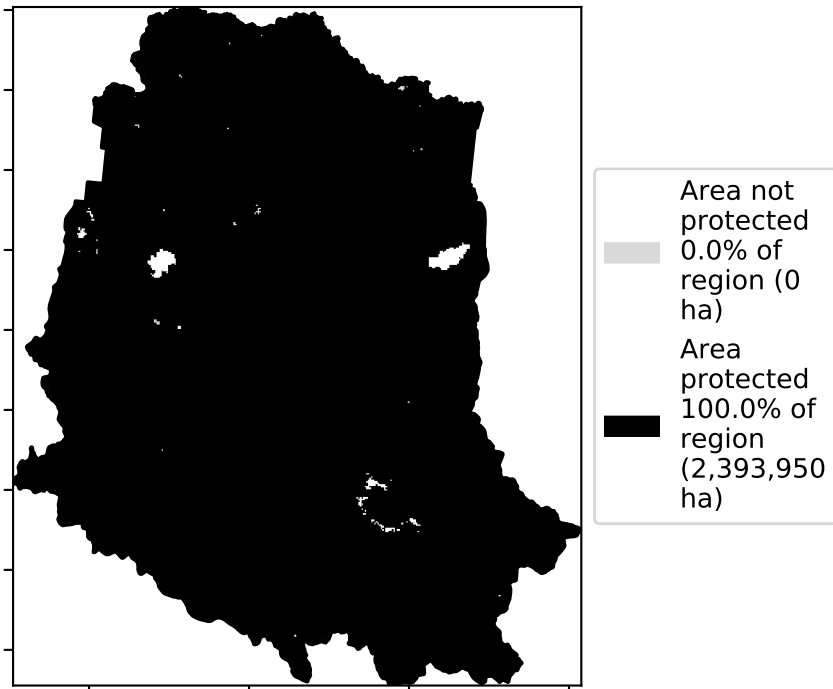 Area not
protected
0.0% of
region (0
ha)
Area
protected
100.0% of
region
(2,393,950
ha)